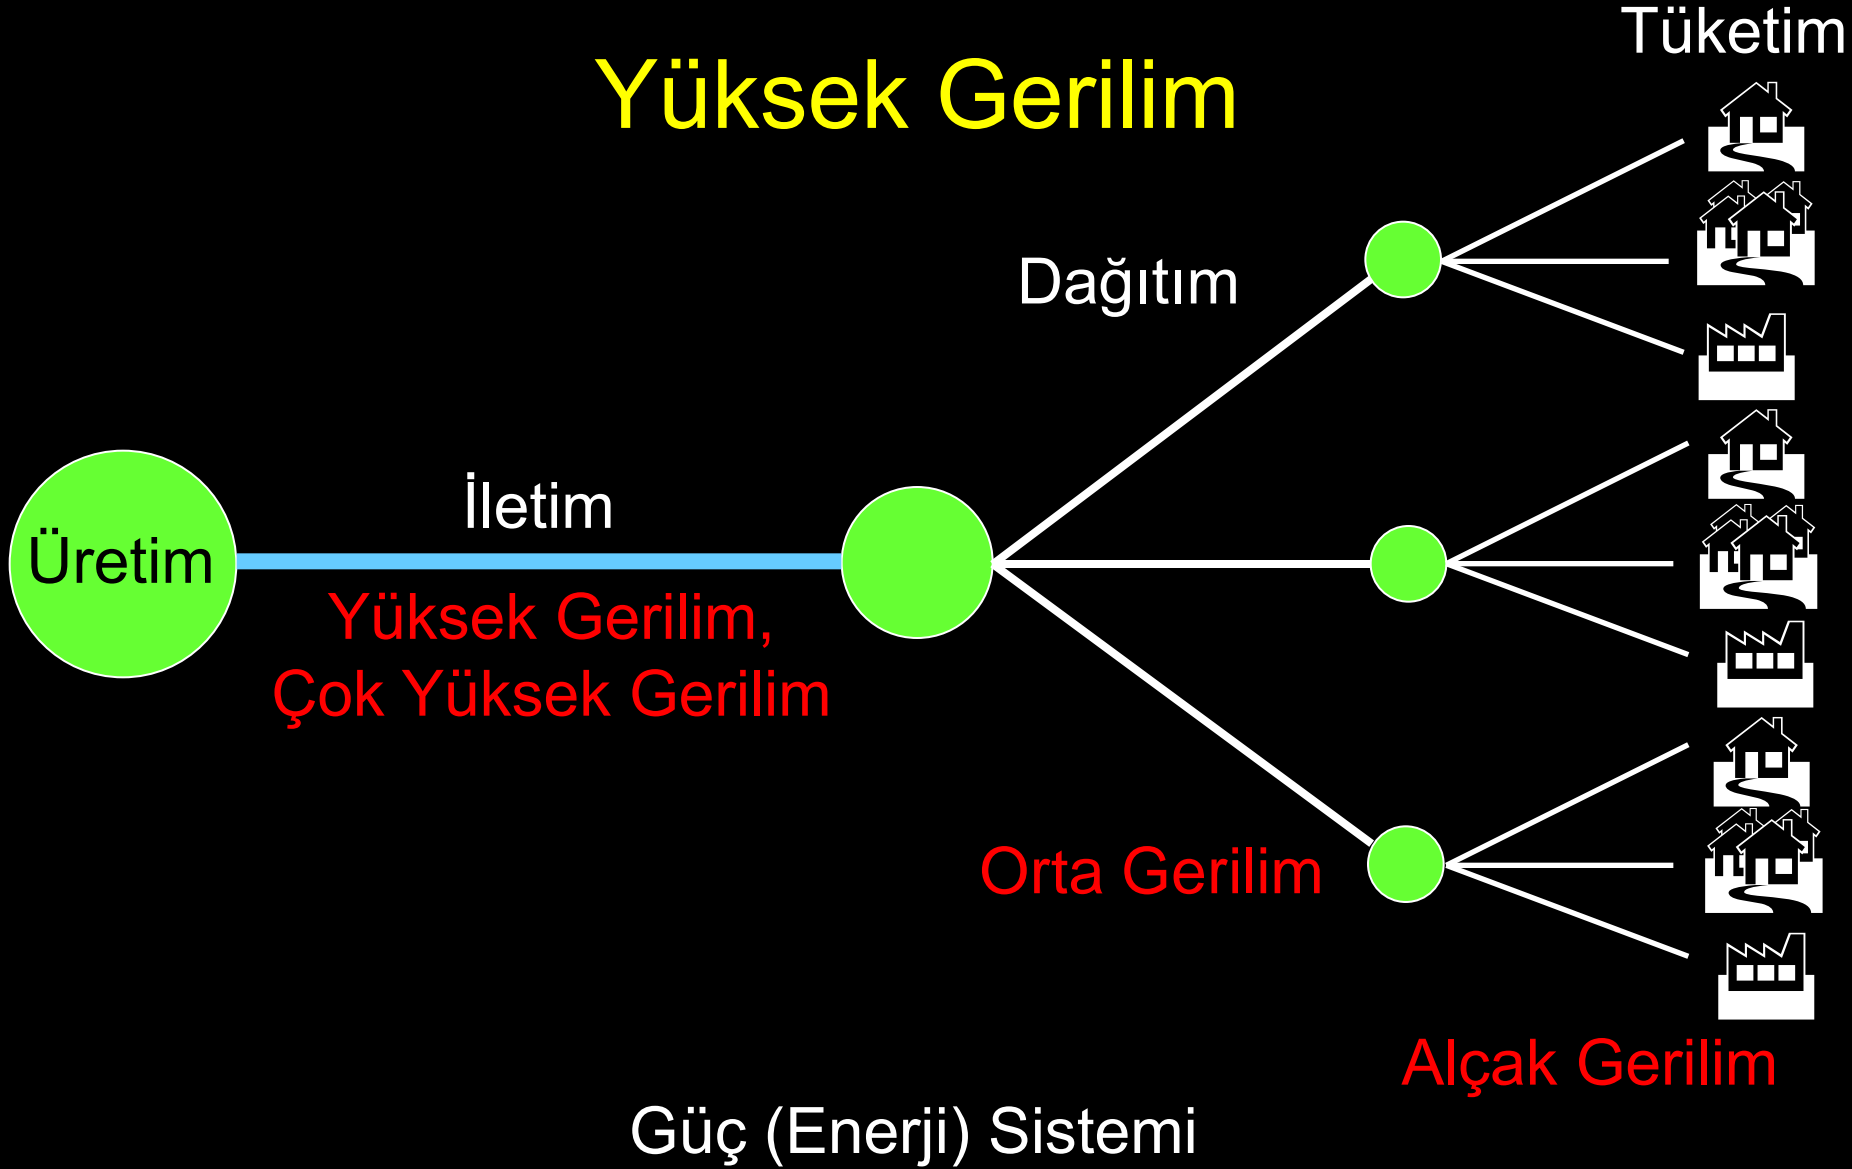 Tüketim
Yüksek Gerilim
Dağıtım
İletim
Üretim
Yüksek Gerilim,
Çok Yüksek Gerilim
Orta Gerilim
Alçak Gerilim
Güç (Enerji) Sistemi